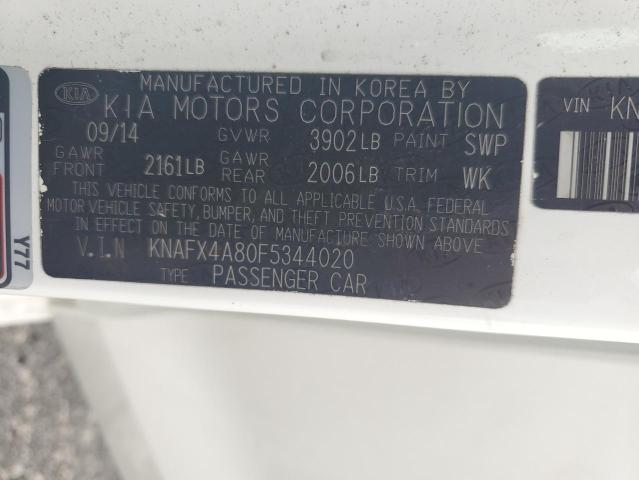 KIA
MANUFACTURED IN KOREA BY
KIA MOTORS CORPORATION
09/14 GVWR 3902LB PAINT SWP
GAWR FRONT 2161LB GAWR REAR 2006LB TRIM WK
THIS VEHICLE CONFORMS TO ALL APPLICABLE U.S.A. FEDERAL
MOTOR VEHICLE SAFETY, BUMPER, AND THEFT PREVENTION STANDARDS
IN EFFECT ON THE DATE OF MANUFACTURE SHOWN ABOVE.
V.I.N KNAFX4A80F5344020
TYPE: PASSENGER CAR
Y77
VIN KN